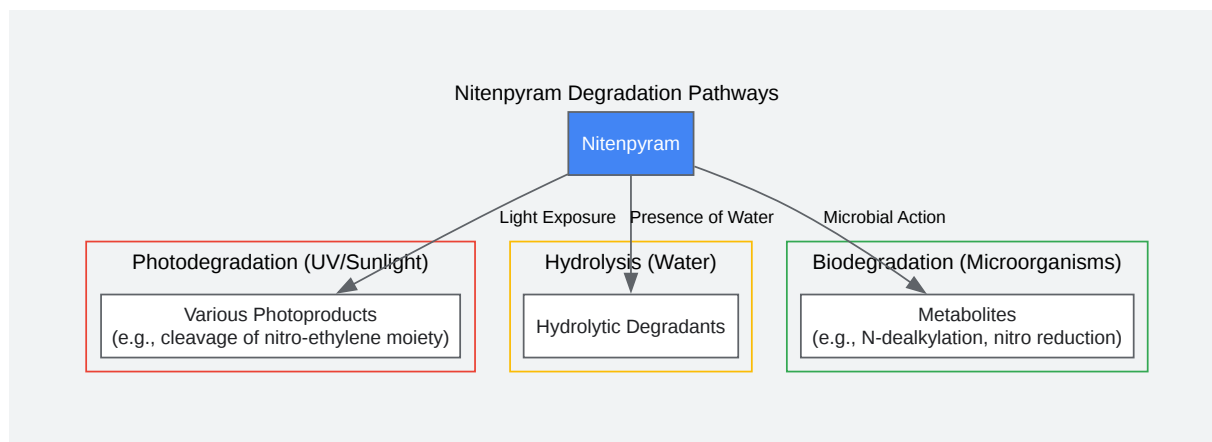 Nitenpyram Degradation Pathways
Nitenpyram
Light Exposure
Presence of Water
Microbial Action
Photodegradation (UV/Sunlight)
Hydrolysis (Water)
Biodegradation (Microorganisms)
Various Photoproducts
(e.g., cleavage of nitro-ethylene moiety)
Hydrolytic Degradants
Metabolites
(e.g., N-dealkylation, nitro reduction)